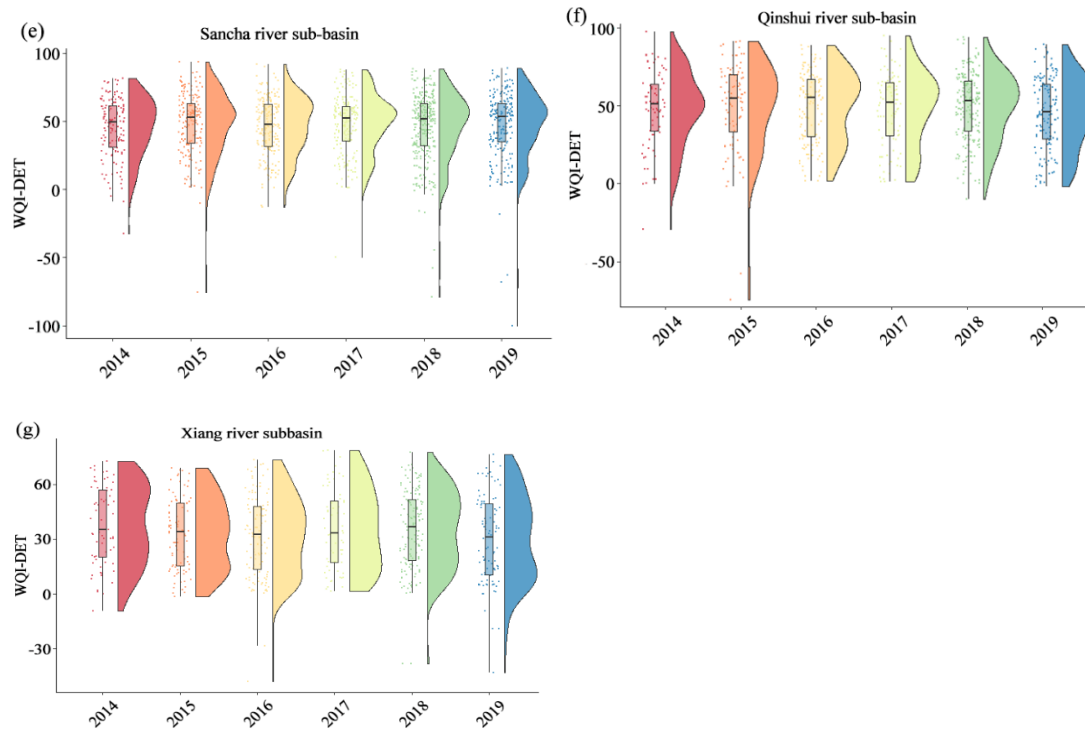 (e)
Sancha river sub-basin
WQI-DET
100
50
0
-50
-100
2014 2015 2016 2017 2018 2019
(f)
Qinshui river sub-basin
WQI-DET
100
50
0
-50
2014 2015 2016 2017 2018 2019
(g)
Xiang river subbasin
WQI-DET
60
30
0
-30
2014 2015 2016 2017 2018 2019